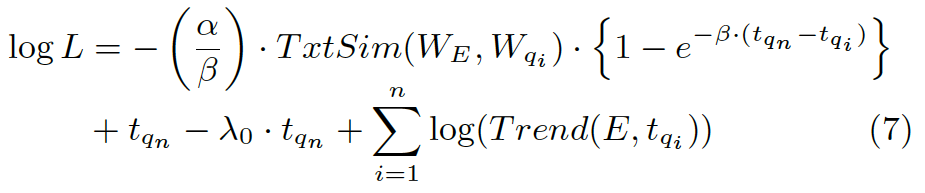 log L = − (α/β) · TxtSim(W_E, W_{q_i}) · {1 − e^{−β·(t_{q_n} − t_{q_i})}}
+ t_{q_n} − λ_0 · t_{q_n} + ∑_{i=1}^{n} log(Trend(E, t_{q_i})) (7)